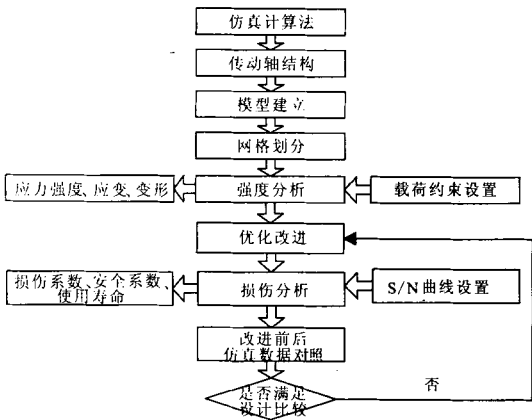 仿真计算法
传动轴结构
模型建立
网格划分
应力强度、应变、变形
强度分析
载荷约束设置
优化改进
损伤系数、安全系数、
使用寿命
损伤分析
S/N 曲线设置
改进前后
仿真数据对照
是否满足
设计比较
否